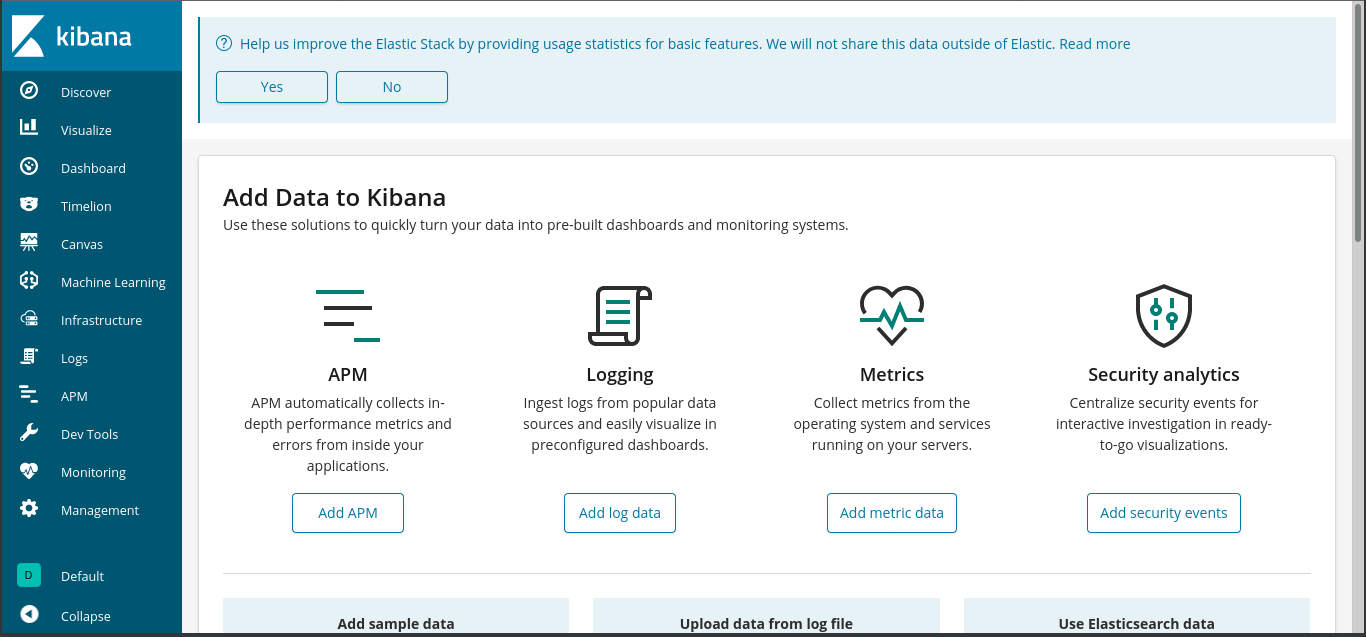 kibana
Discover
Visualize
Dashboard
Timelion
Canvas
Machine Learning
Infrastructure
Logs
APM
Dev Tools
Monitoring
Management
D
Default
Collapse
Help us improve the Elastic Stack by providing usage statistics for basic features. We will not share this data outside of Elastic. Read more
Yes
No
Add Data to Kibana
Use these solutions to quickly turn your data into pre-built dashboards and monitoring systems.
APM
APM automatically collects in-
depth performance metrics and
errors from inside your
applications.
Add APM
Logging
Ingest logs from popular data
sources and easily visualize in
preconfigured dashboards.
Add log data
Metrics
Collect metrics from the
operating system and services
running on your servers.
Add metric data
Security analytics
Centralize security events for
interactive investigation in ready-
to-go visualizations.
Add security events
Add sample data
Upload data from log file
Use Elasticsearch data